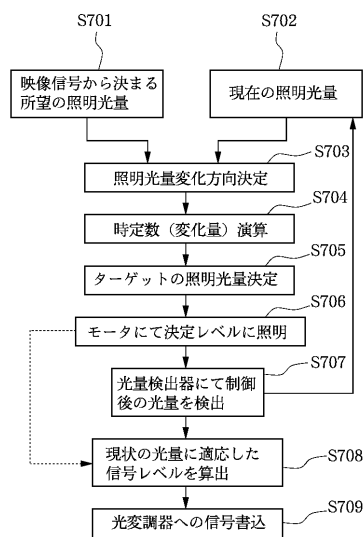 S701
S702
映像信号から決まる
所望の照明光量
現在の照明光量
S703
照明光量変化方向決定
S704
時定数（変化量）演算
S705
ターゲットの照明光量決定
S706
モータにて決定レベルに照明
S707
光量検出器にて制御
後の光量を検出
現状の光量に適応した
信号レベルを算出
S708
光変調器への信号書込
S709